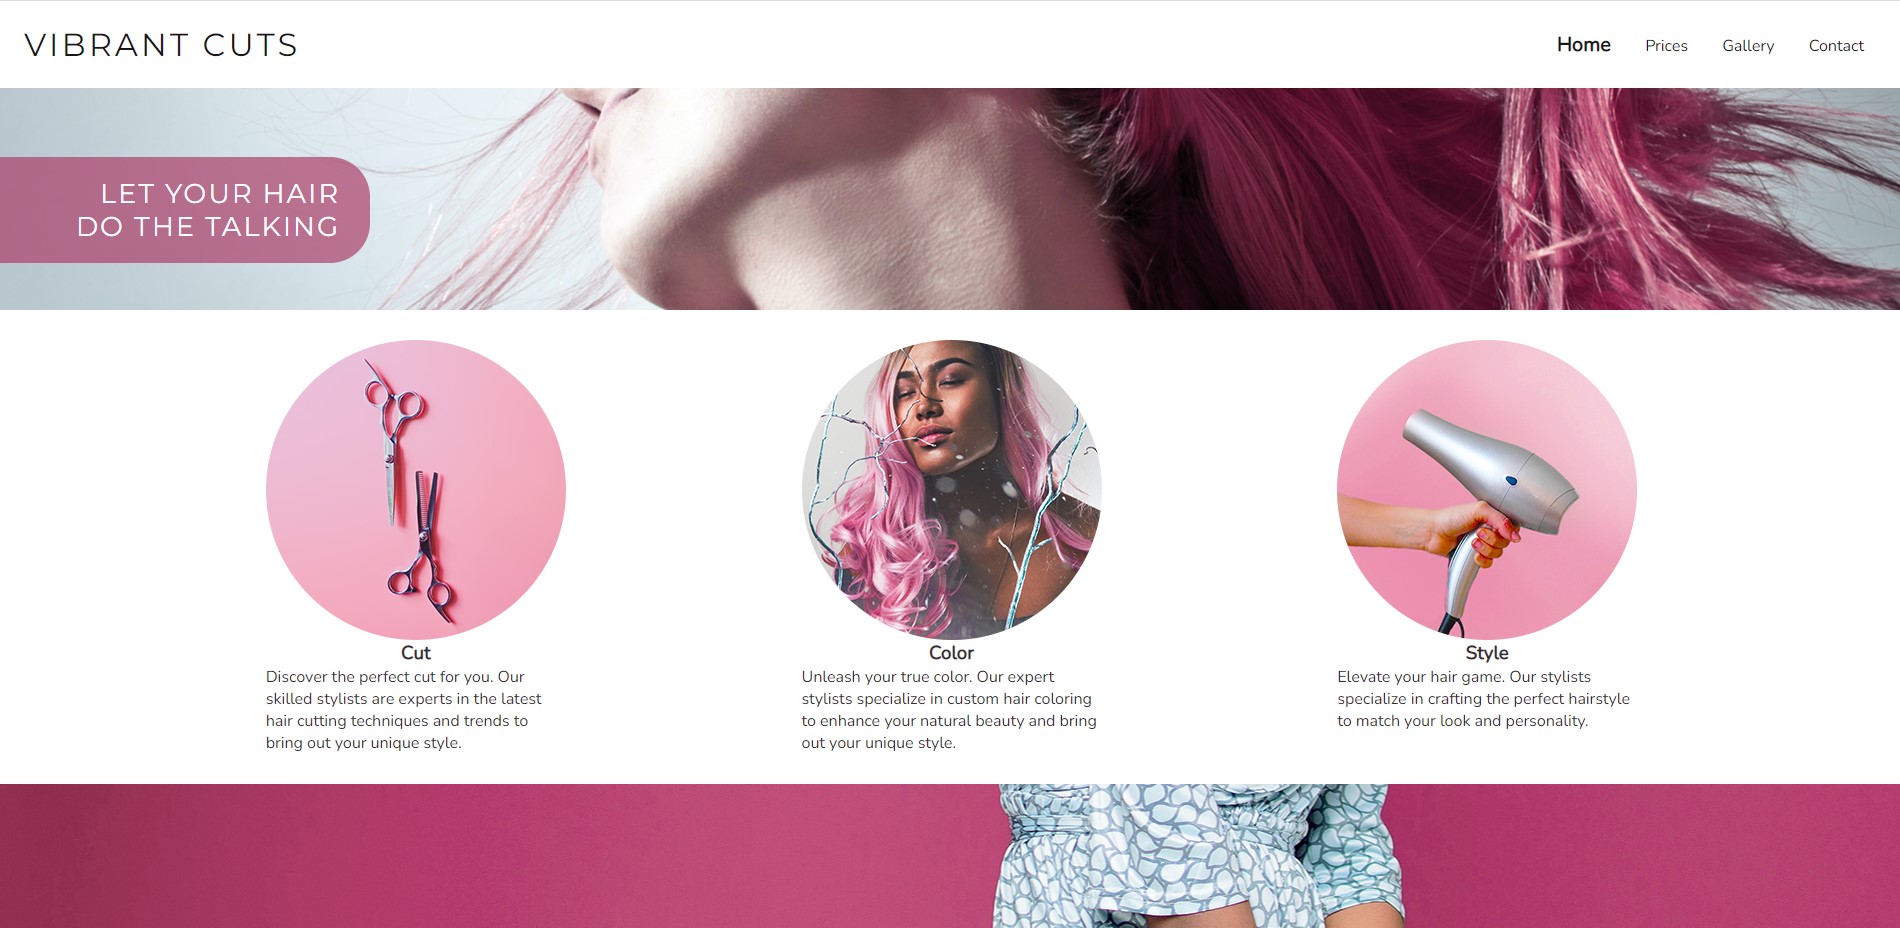 VIBRANT CUTS
Home Prices Gallery Contact
LET YOUR HAIR
DO THE TALKING
Cut
Discover the perfect cut for you. Our
skilled stylists are experts in the latest
hair cutting techniques and trends to
bring out your unique style.
Color
Unleash your true color. Our expert
stylists specialize in custom hair coloring
to enhance your natural beauty and bring
out your unique style.
Style
Elevate your hair game. Our stylists
specialize in crafting the perfect hairstyle
to match your look and personality.